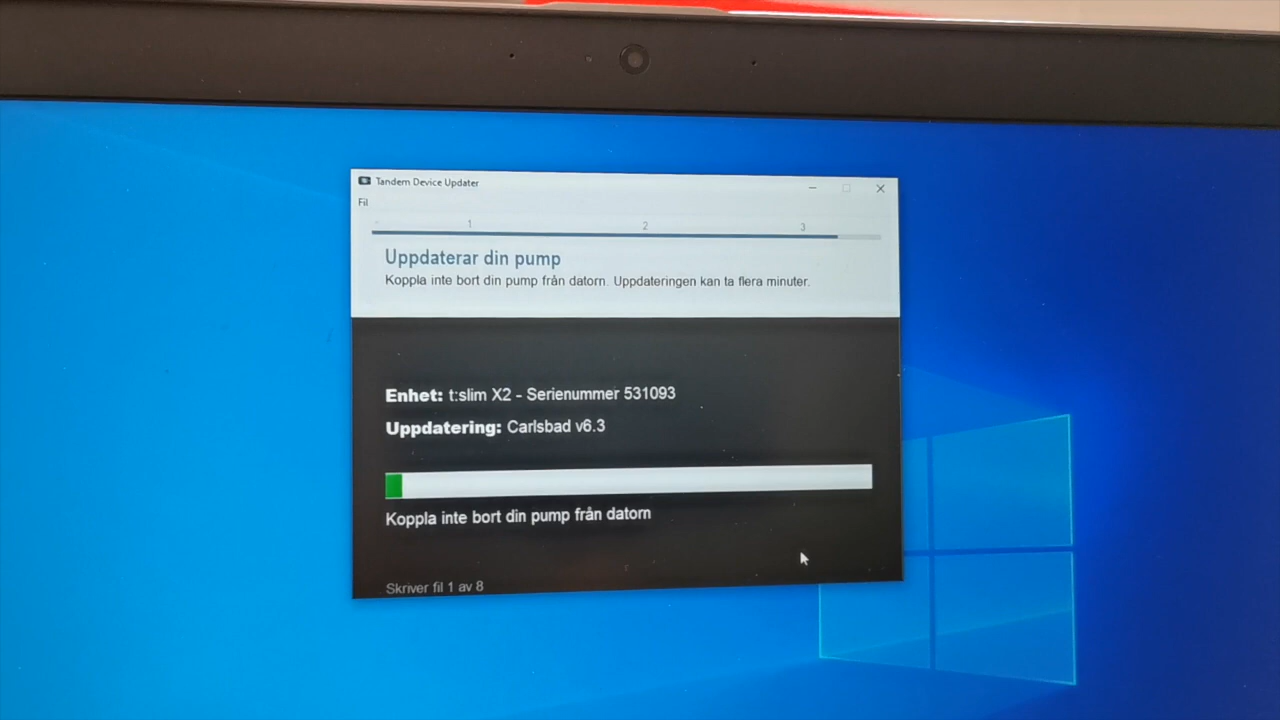 Tandem Device Updater
Fil
1 2 3
Uppdaterar din pump
Koppla inte bort din pump från datorn. Uppdateringen kan ta flera minuter.
Enhet: t:slim X2 - Serienummer 531093
Uppdatering: Carlsbad v6.3
Koppla inte bort din pump från datorn
Skriver fil 1 av 8